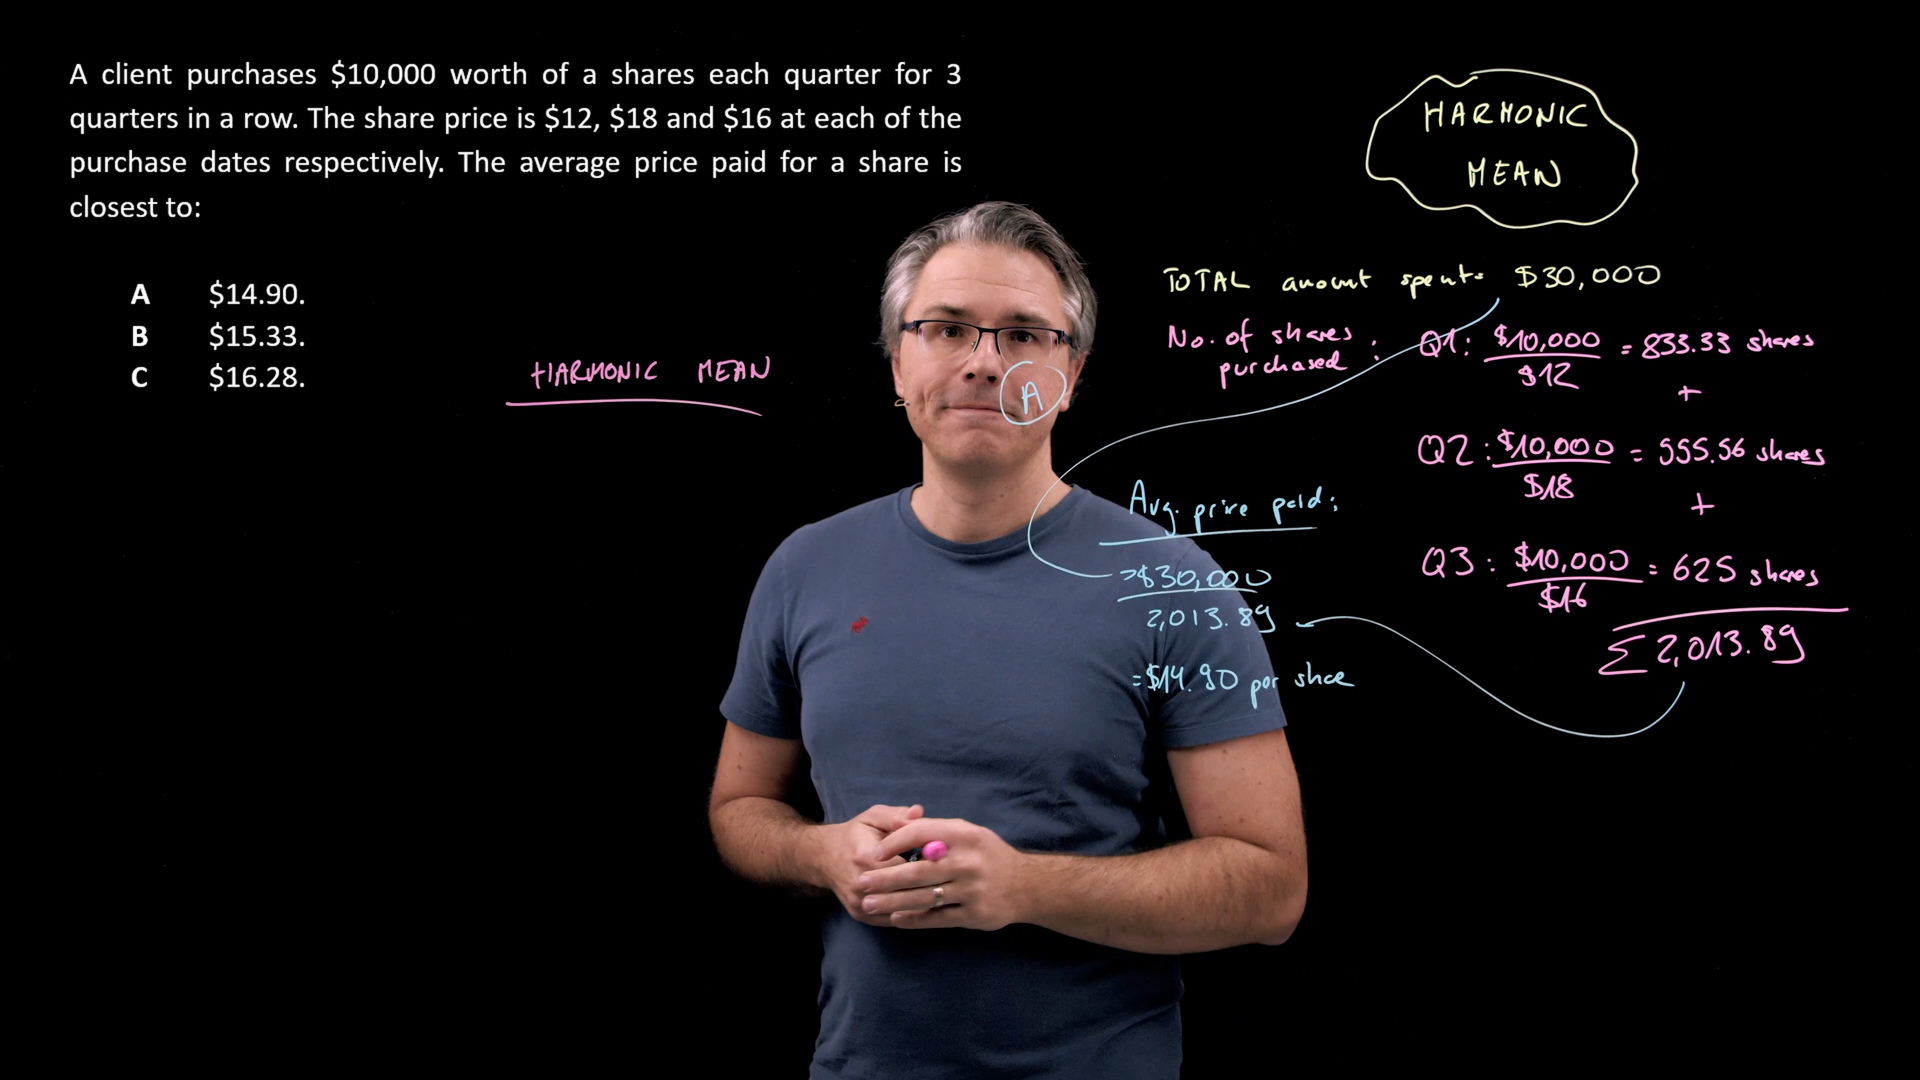 A client purchases $10,000 worth of a shares each quarter for 3
quarters in a row. The share price is $12, $18 and $16 at each of the
purchase dates respectively. The average price paid for a share is
closest to:
A $14.90.
B $15.33.
C $16.28.
HARMONIC MEAN
A
HARMONIC
MEAN
TOTAL amount spent: $30,000
No. of shares
purchased :
Q1: $10,000
$12
= 833.33 shares
+
Q2: $10,000
$18
= 555.56 shares
+
Q3: $10,000
$16
= 625 shares
Σ 2,013.89
Avg. price paid:
$30,000
2,013.89
= $14.90 per share